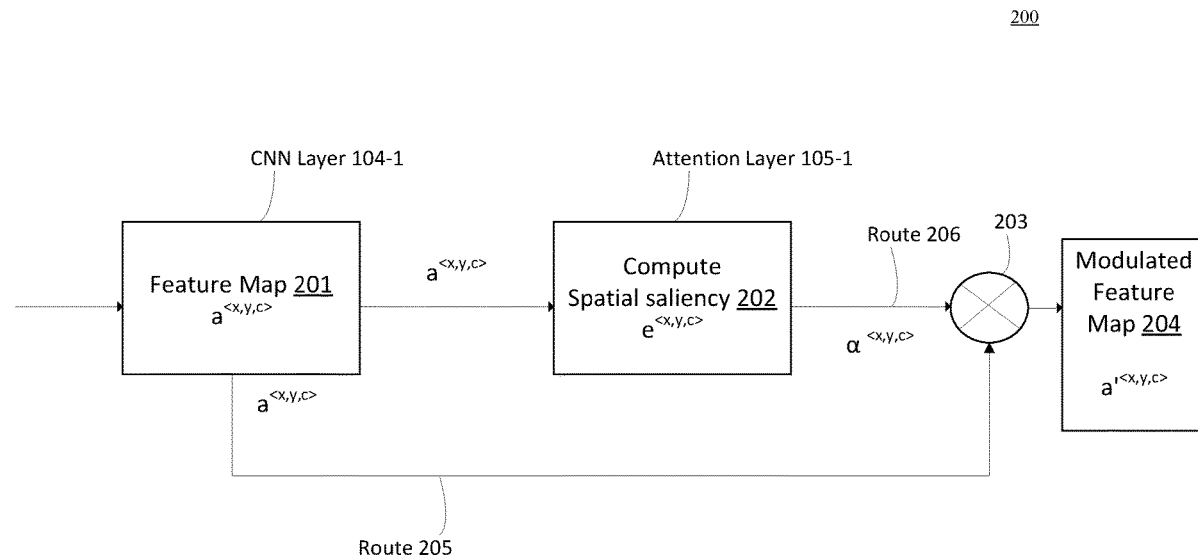 200
CNN Layer 104-1
Attention Layer 105-1
Route 206
203
Feature Map 201
a<x,y,c>
a<x,y,c>
Compute
Spatial saliency 202
e<x,y,c>
α <x,y,c>
Modulated
Feature
Map 204
a'<x,y,c>
a<x,y,c>
Route 205